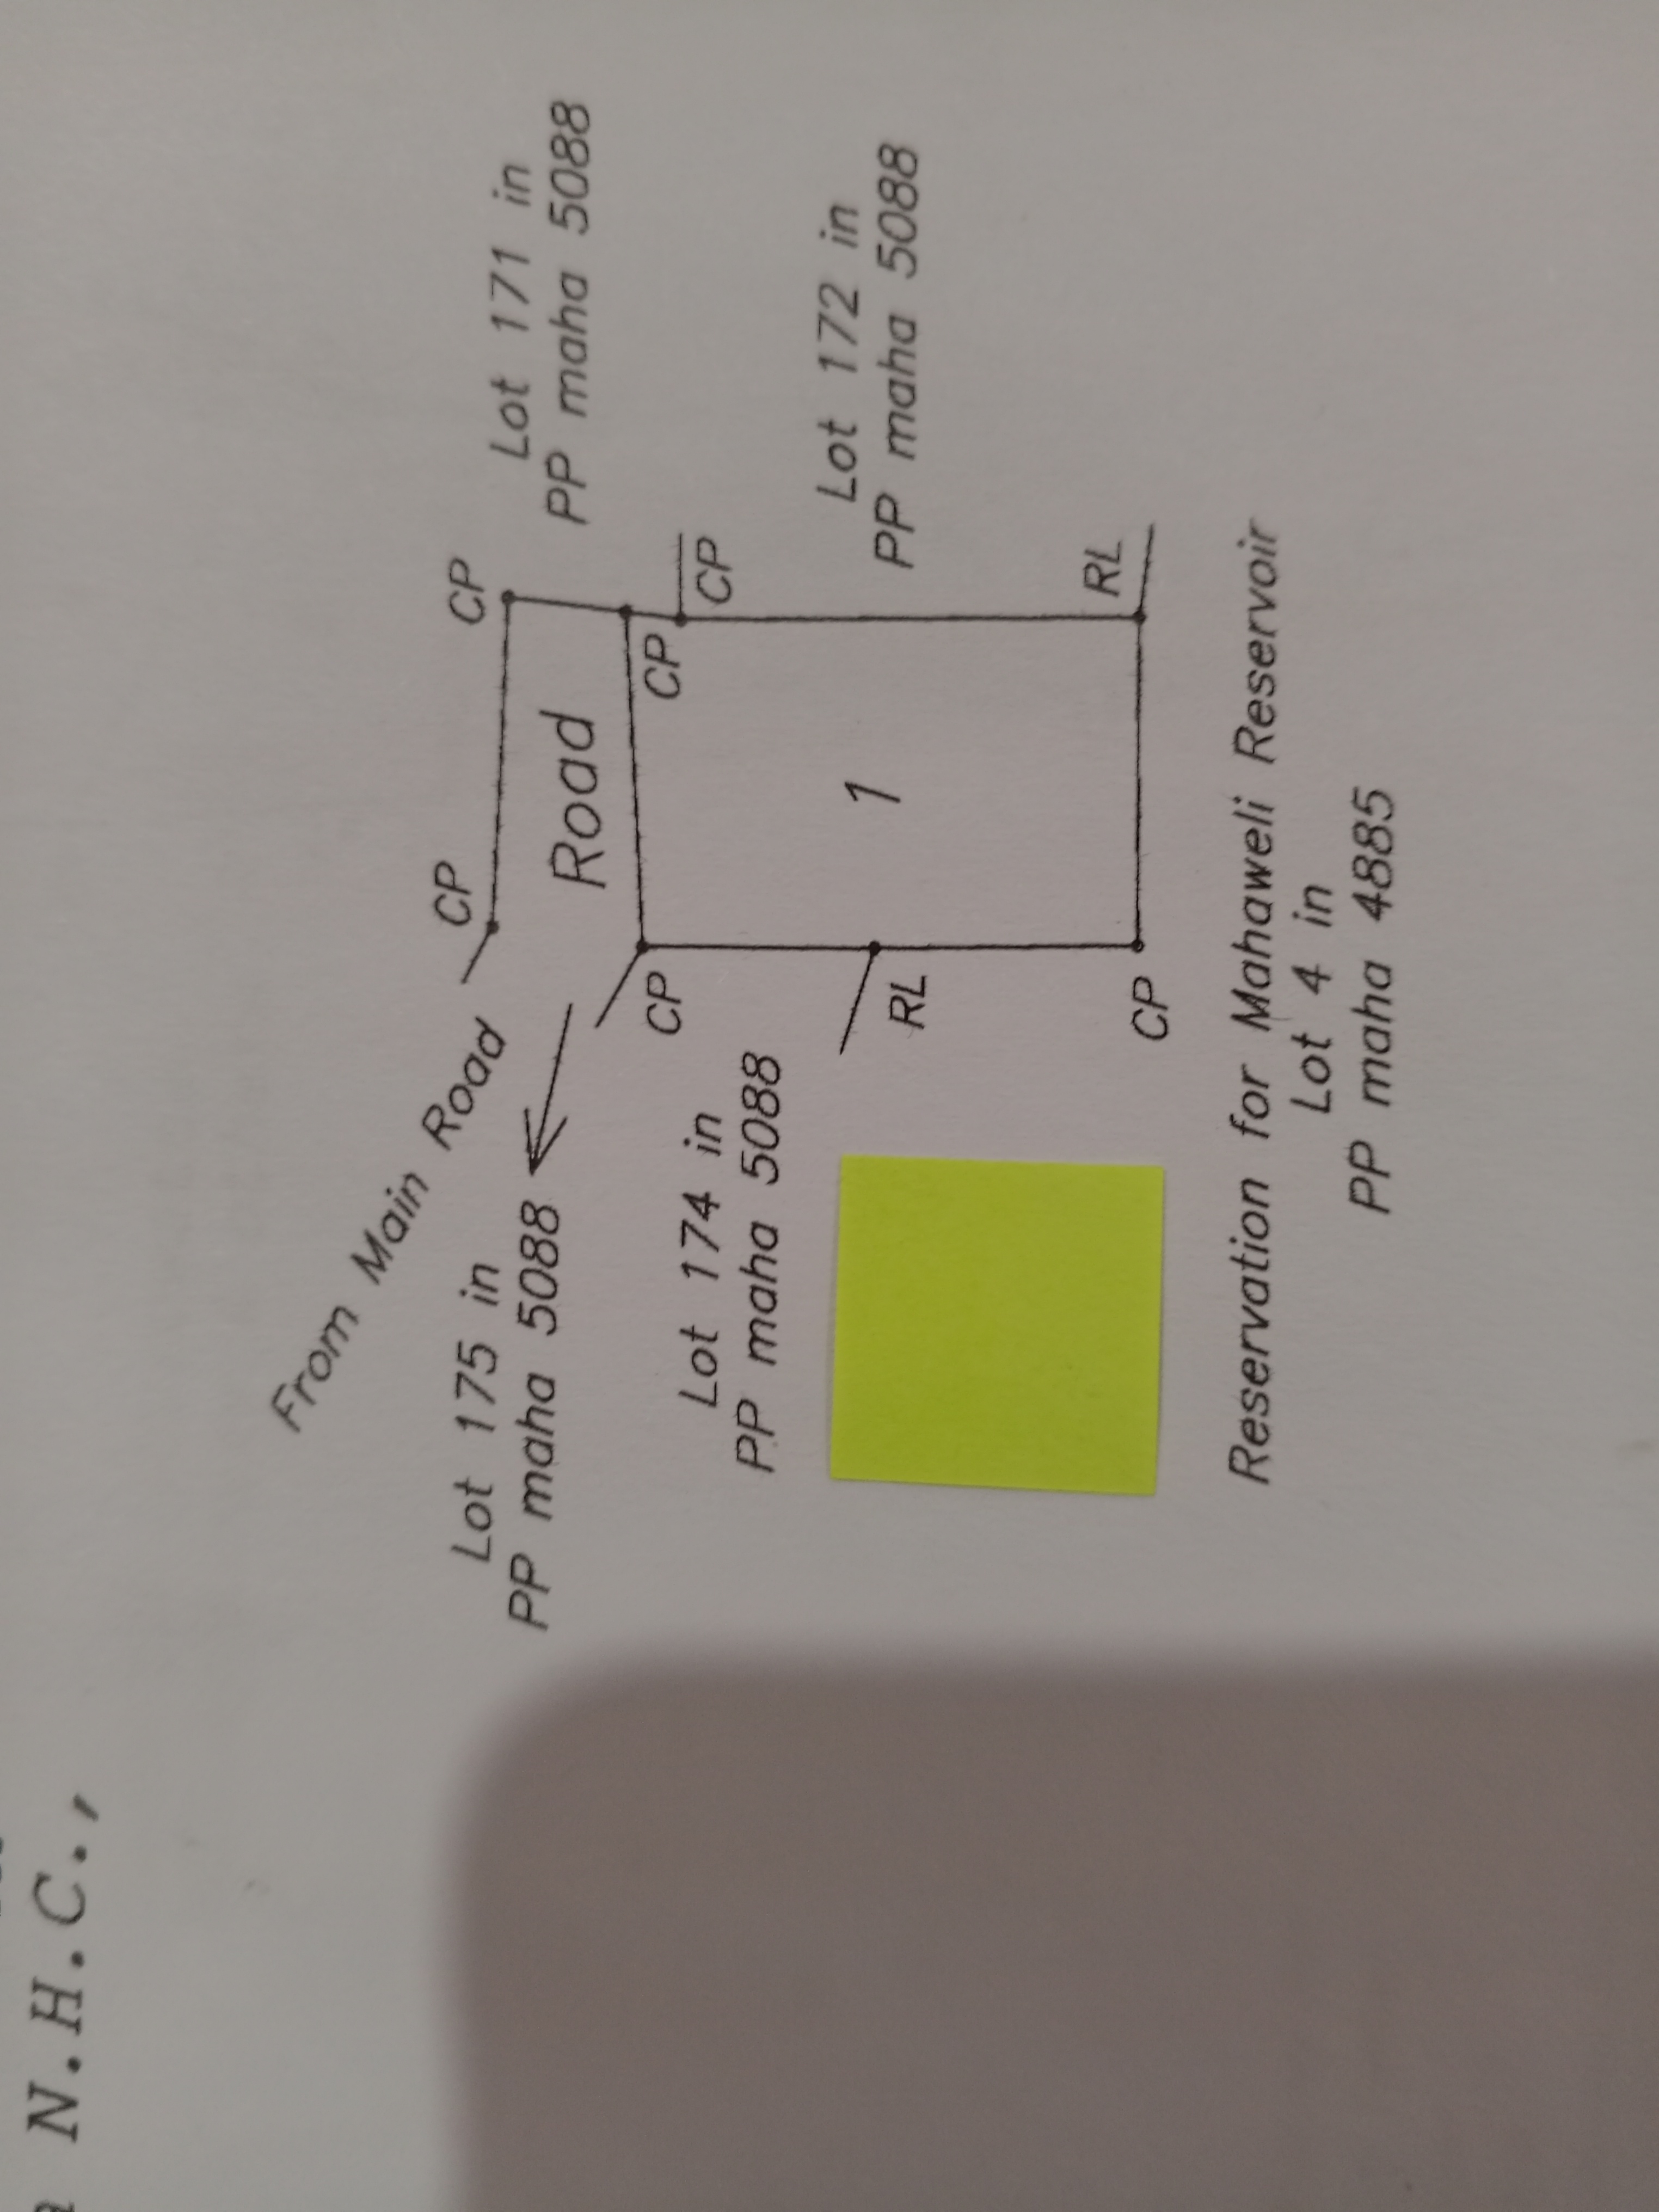 N.H.C.,
From Main Road
CP
CP
Lot 175 in
PP maha 5088
Lot 171 in
PP maha 5088
Road
CP
CP
CP
Lot 174 in
PP maha 5088
RL
1
Lot 172 in
PP maha 5088
RL
CP
Reservation for Mahaweli Reservoir
Lot 4 in
PP maha 4885